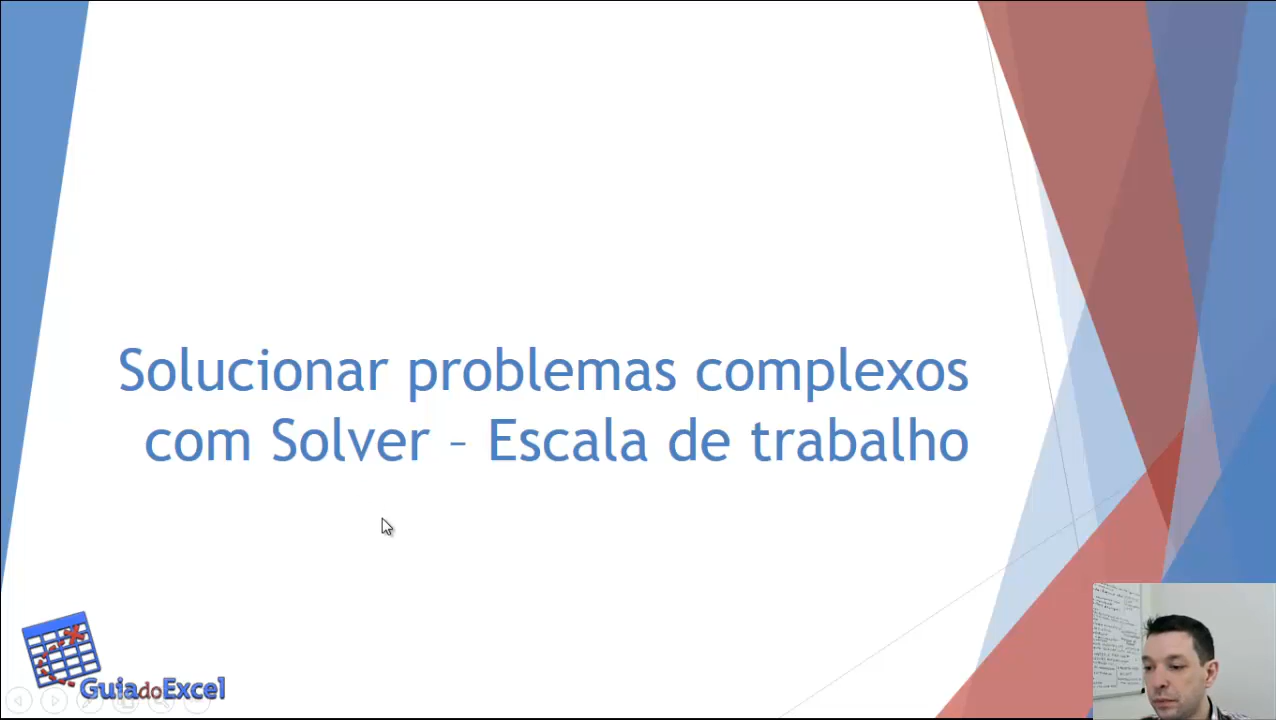 Solucionar problemas complexos
com Solver – Escala de trabalho
GuiadoExcel